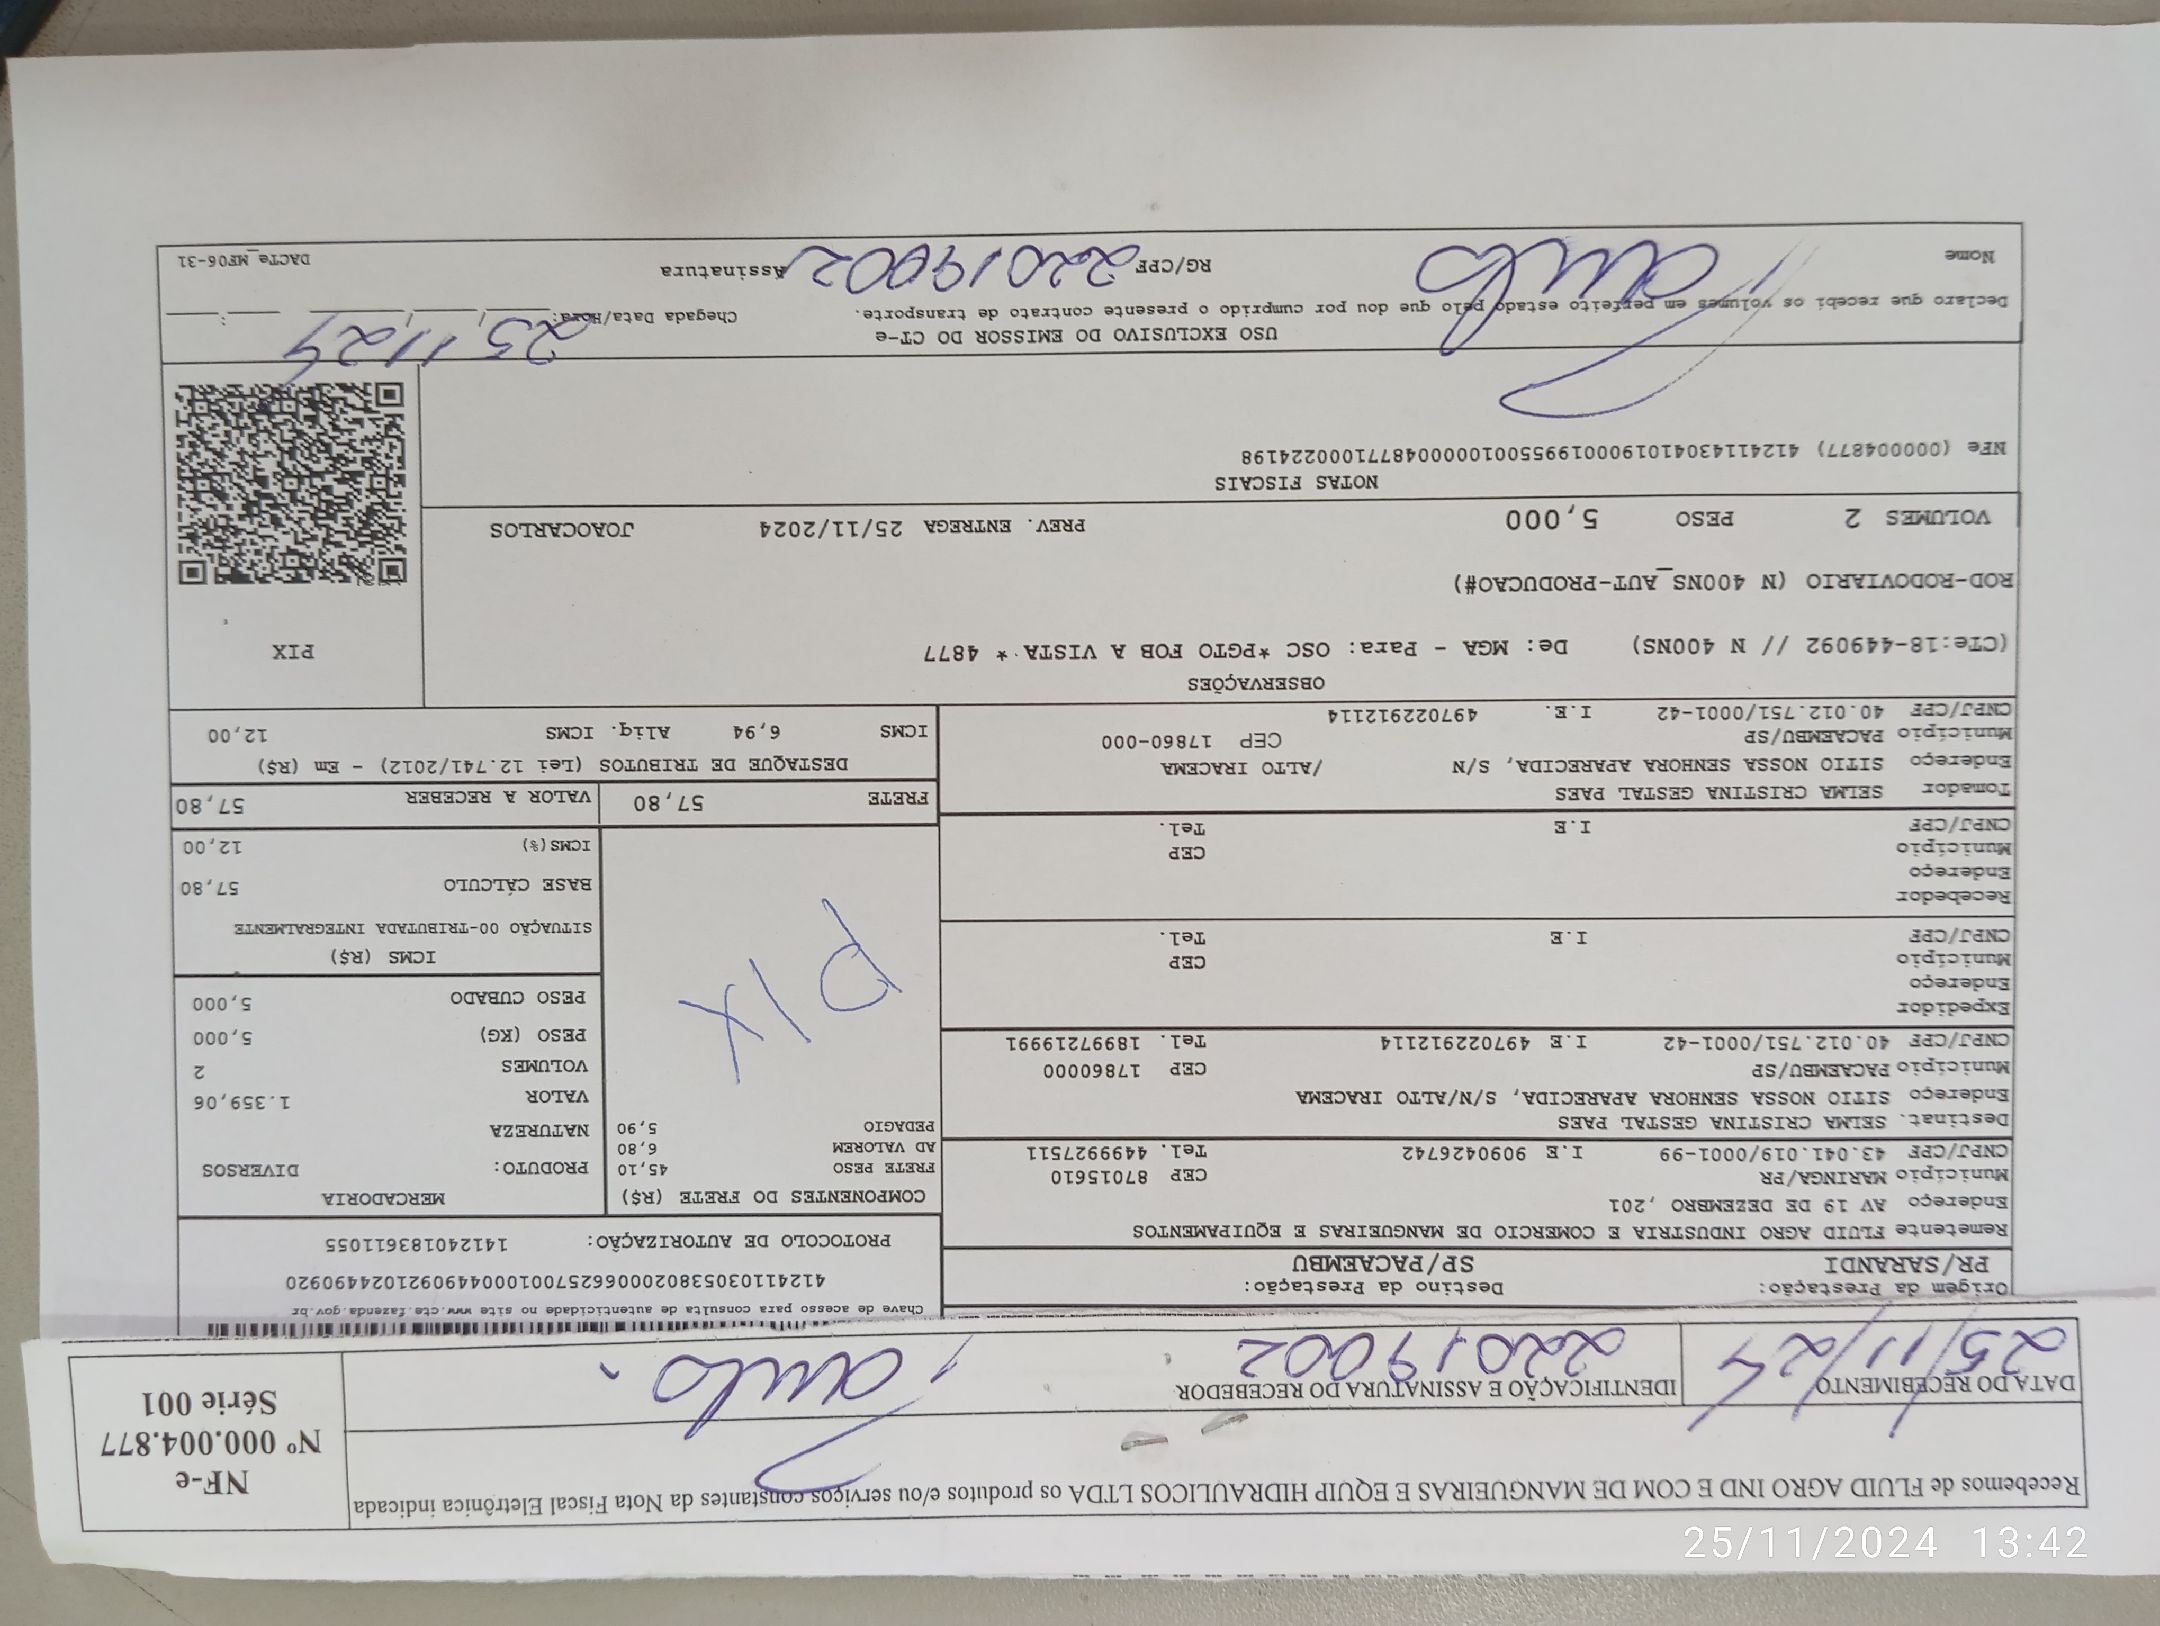 Recebemos de FLUID AGRO IND E COM DE MANGUEIRAS E EQUIP HIDRAULICOS LTDA os produtos e/ou serviços constantes da Nota Fiscal Eletrônica indicada
NF-e
Nº 000.004.877
Série 001
DATA DO RECEBIMENTO
25/11/24
IDENTIFICAÇÃO E ASSINATURA DO RECEBEDOR
22019002
Paulo
Origem da Prestação:
PR/SARANDI
Destino da Prestação:
SP/PACAEMBU
Chave de acesso para consulta de autenticidade no site www.cte.fazenda.gov.br
41241103053802000662570010004490921024490920
PROTOCOLO DE AUTORIZAÇÃO: 141240183611055
Remetente FLUID AGRO INDUSTRIA E COMERCIO DE MANGUEIRAS E EQUIPAMENTOS
Endereço AV 19 DE DEZEMBRO ,201
Município MARINGA/PR CEP 87015610
CNPJ/CPF 43.041.019/0001-99 I.E 9090426742 Tel. 4499927511
Destinat. SELMA CRISTINA GESTAL PAES
Endereço SITIO NOSSA SENHORA APARECIDA, S/N/ALTO IRACEMA
Município PACAEMBU/SP CEP 17860000
CNPJ/CPF 40.012.751/0001-42 I.E 497022912114 Tel. 18997219991
Expedidor
Endereço
Município CEP
CNPJ/CPF I.E Tel.
Recebedor
Endereço
Município CEP
CNPJ/CPF I.E Tel.
Tomador SELMA CRISTINA GESTAL PAES
Endereço SITIO NOSSA SENHORA APARECIDA, S/N /ALTO IRACEMA
Município PACAEMBU/SP CEP 17860-000
CNPJ/CPF 40.012.751/0001-42 I.E. 497022912114
COMPONENTES DO FRETE (R$)
FRETE PESO 45,10
AD VALOREM 6,80
PEDAGIO 5,90
PIX
MERCADORIA
PRODUTO: DIVERSOS
NATUREZA
VALOR 1.359,06
VOLUMES 2
PESO (KG) 5,000
PESO CUBADO 5,000
ICMS (R$)
SITUAÇÃO 00-TRIBUTADA INTEGRALMENTE
BASE CÁLCULO 57,80
ICMS(%) 12,00
FRETE 57,80 VALOR A RECEBER 57,80
DESTAQUE DE TRIBUTOS (Lei 12.741/2012) - Em (R$)
ICMS 6,94 Aliq. ICMS 12,00
OBSERVAÇÕES
(CTe:18-449092 // N 400NS) De: MGA - Para: OSC *PGTO FOB A VISTA * 4877
ROD-RODOVIARIO (N 400NS_AUT-PRODUCAO#)
PIX
VOLUMES 2 PESO 5,000 PREV. ENTREGA 25/11/2024 JOAOCARLOS
NOTAS FISCAIS
NFe (000004877) 41241143041019000199550010000048771000224198
USO EXCLUSIVO DO EMISSOR DO CT-e
Declaro que recebi os volumes em perfeito estado pelo que dou por cumprido o presente contrato de transporte.
Chegada Data/Hora: 25/11/24
Nome Paulo RG/CPF 22019002 Assinatura
DACTe MF06-31
25/11/2024 13:42